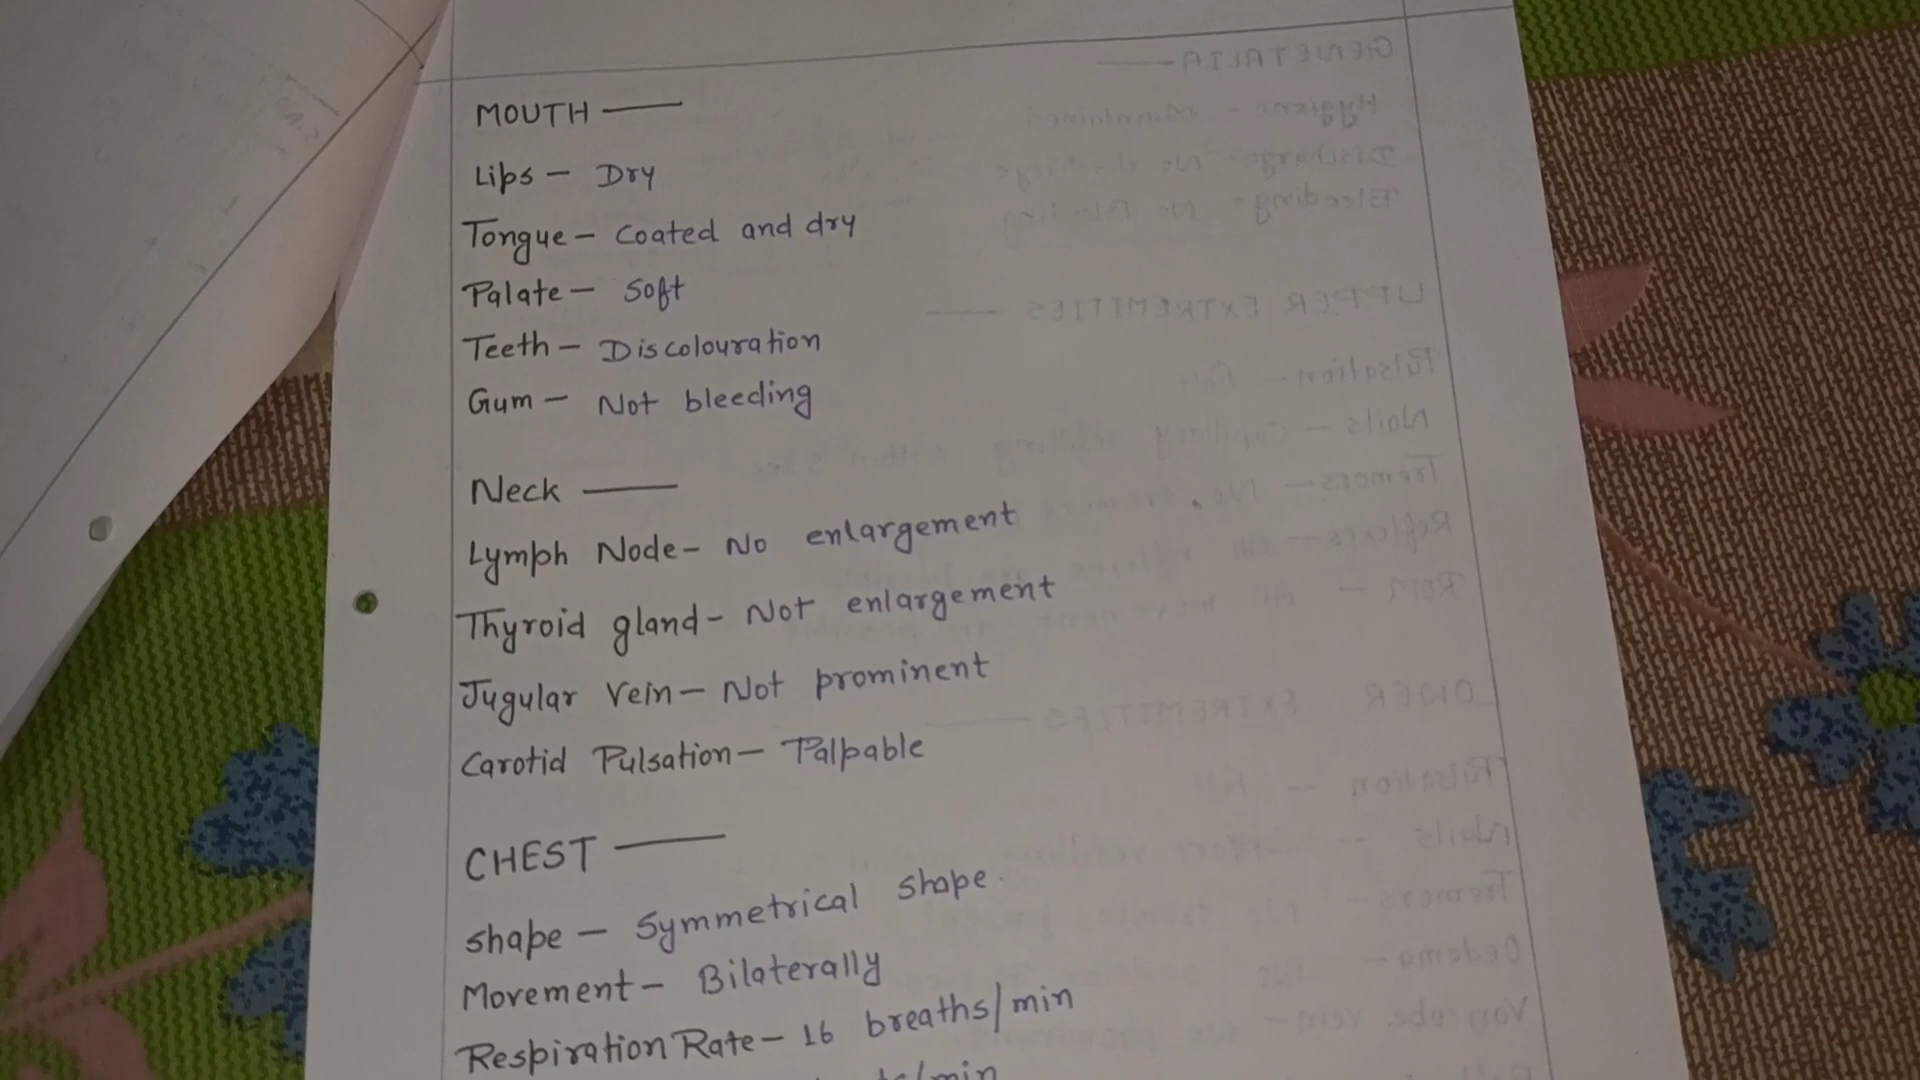 MOUTH —
Lips - Dry
Tongue - Coated and dry
Palate - Soft
Teeth - Discolouration
Gum - Not bleeding
Neck —
Lymph Node - No enlargement
Thyroid gland - Not enlargement
Jugular Vein - Not prominent
Carotid Pulsation - Palpable
CHEST —
Shape - Symmetrical shape
Movement - Bilaterally
Respiration Rate - 16 breaths/min
/min